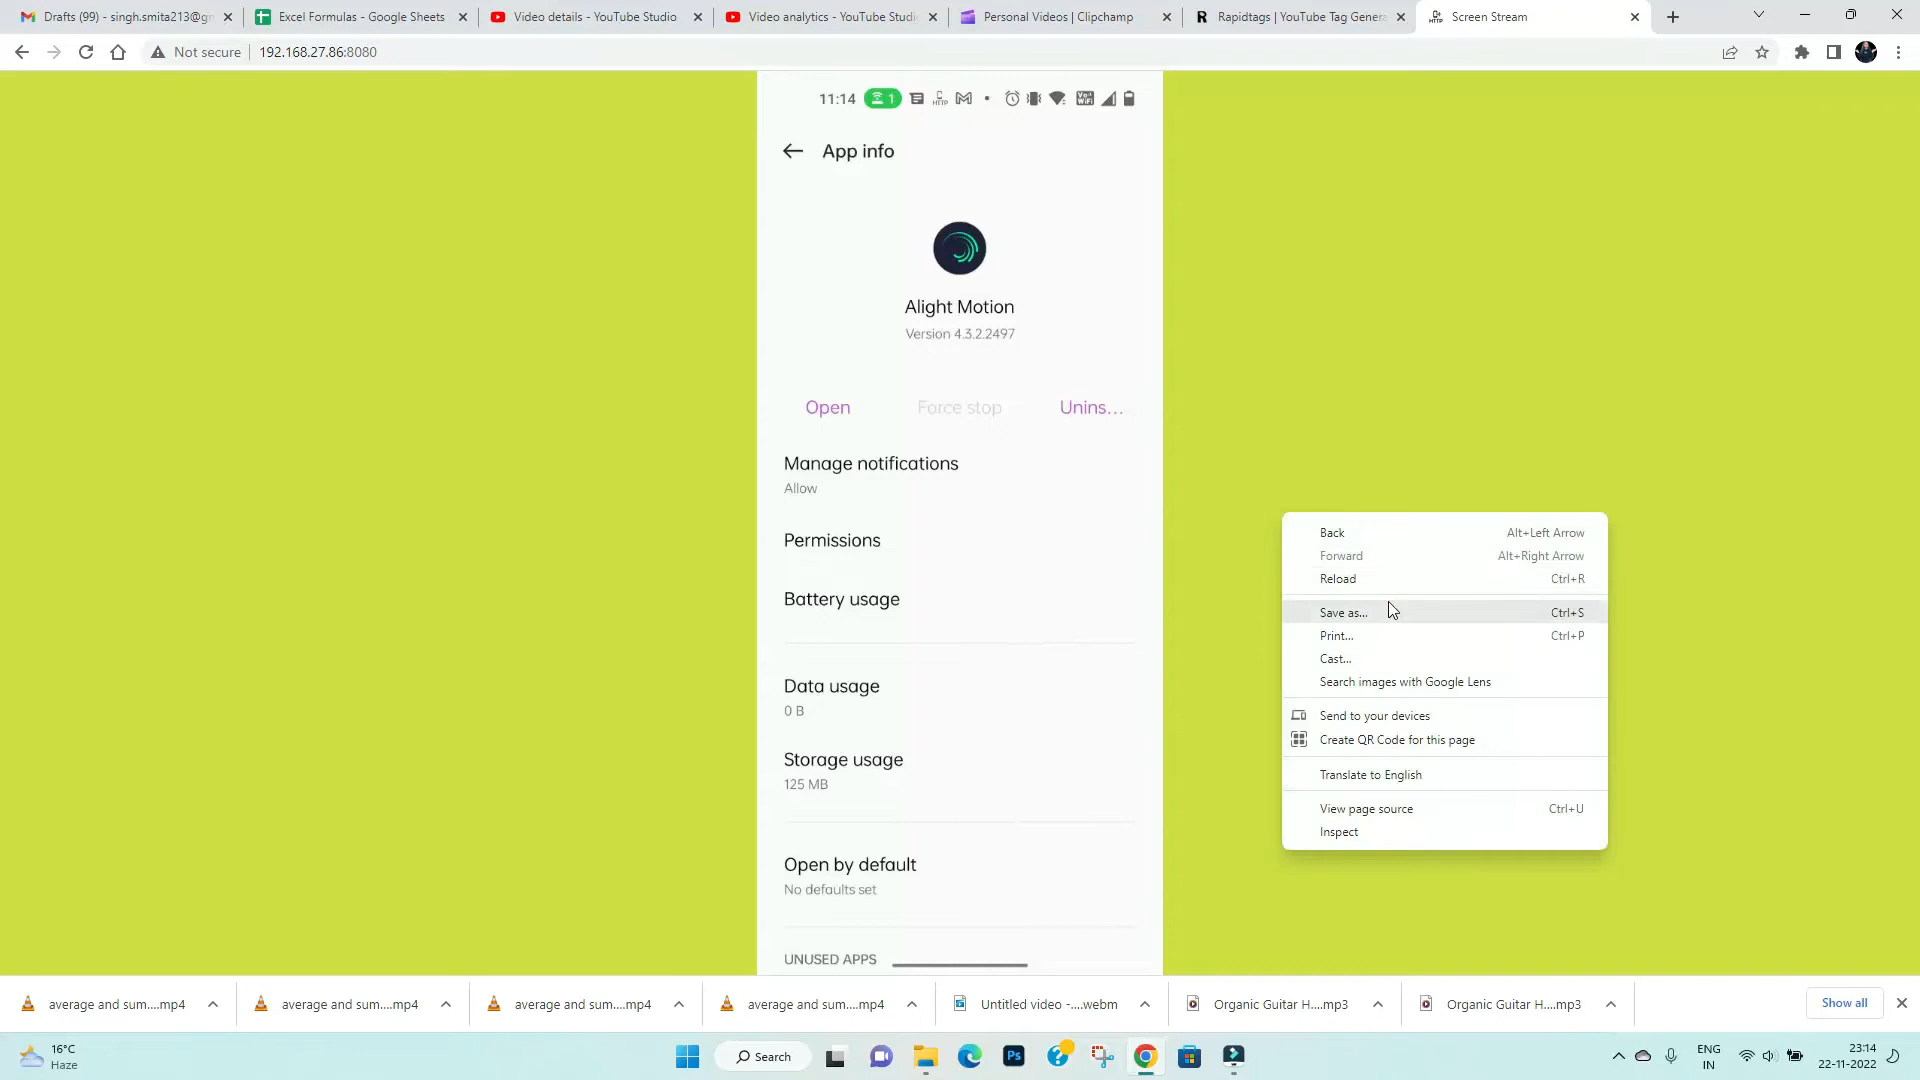 Drafts (99) - singh.smita213@gm
Excel Formulas - Google Sheets
Video details - YouTube Studio
Video analytics - YouTube Studio
Personal Videos | Clipchamp
Rapidtags | YouTube Tag Genera
Screen Stream
Not secure
192.168.27.86:8080
11:14
1
App info
Alight Motion
Version 4.3.2.2497
Open
Force stop
Unins...
Manage notifications
Allow
Permissions
Battery usage
Data usage
0 B
Storage usage
125 MB
Open by default
No defaults set
UNUSED APPS
Back Alt+Left Arrow
Forward Alt+Right Arrow
Reload Ctrl+R
Save as... Ctrl+S
Print... Ctrl+P
Cast...
Search images with Google Lens
Send to your devices
Create QR Code for this page
Translate to English
View page source Ctrl+U
Inspect
average and sum....mp4
average and sum....mp4
average and sum....mp4
average and sum....mp4
Untitled video -....webm
Organic Guitar H....mp3
Organic Guitar H....mp3
Show all
16°C
Haze
Search
Ps
ENG
IN
23:14
22-11-2022